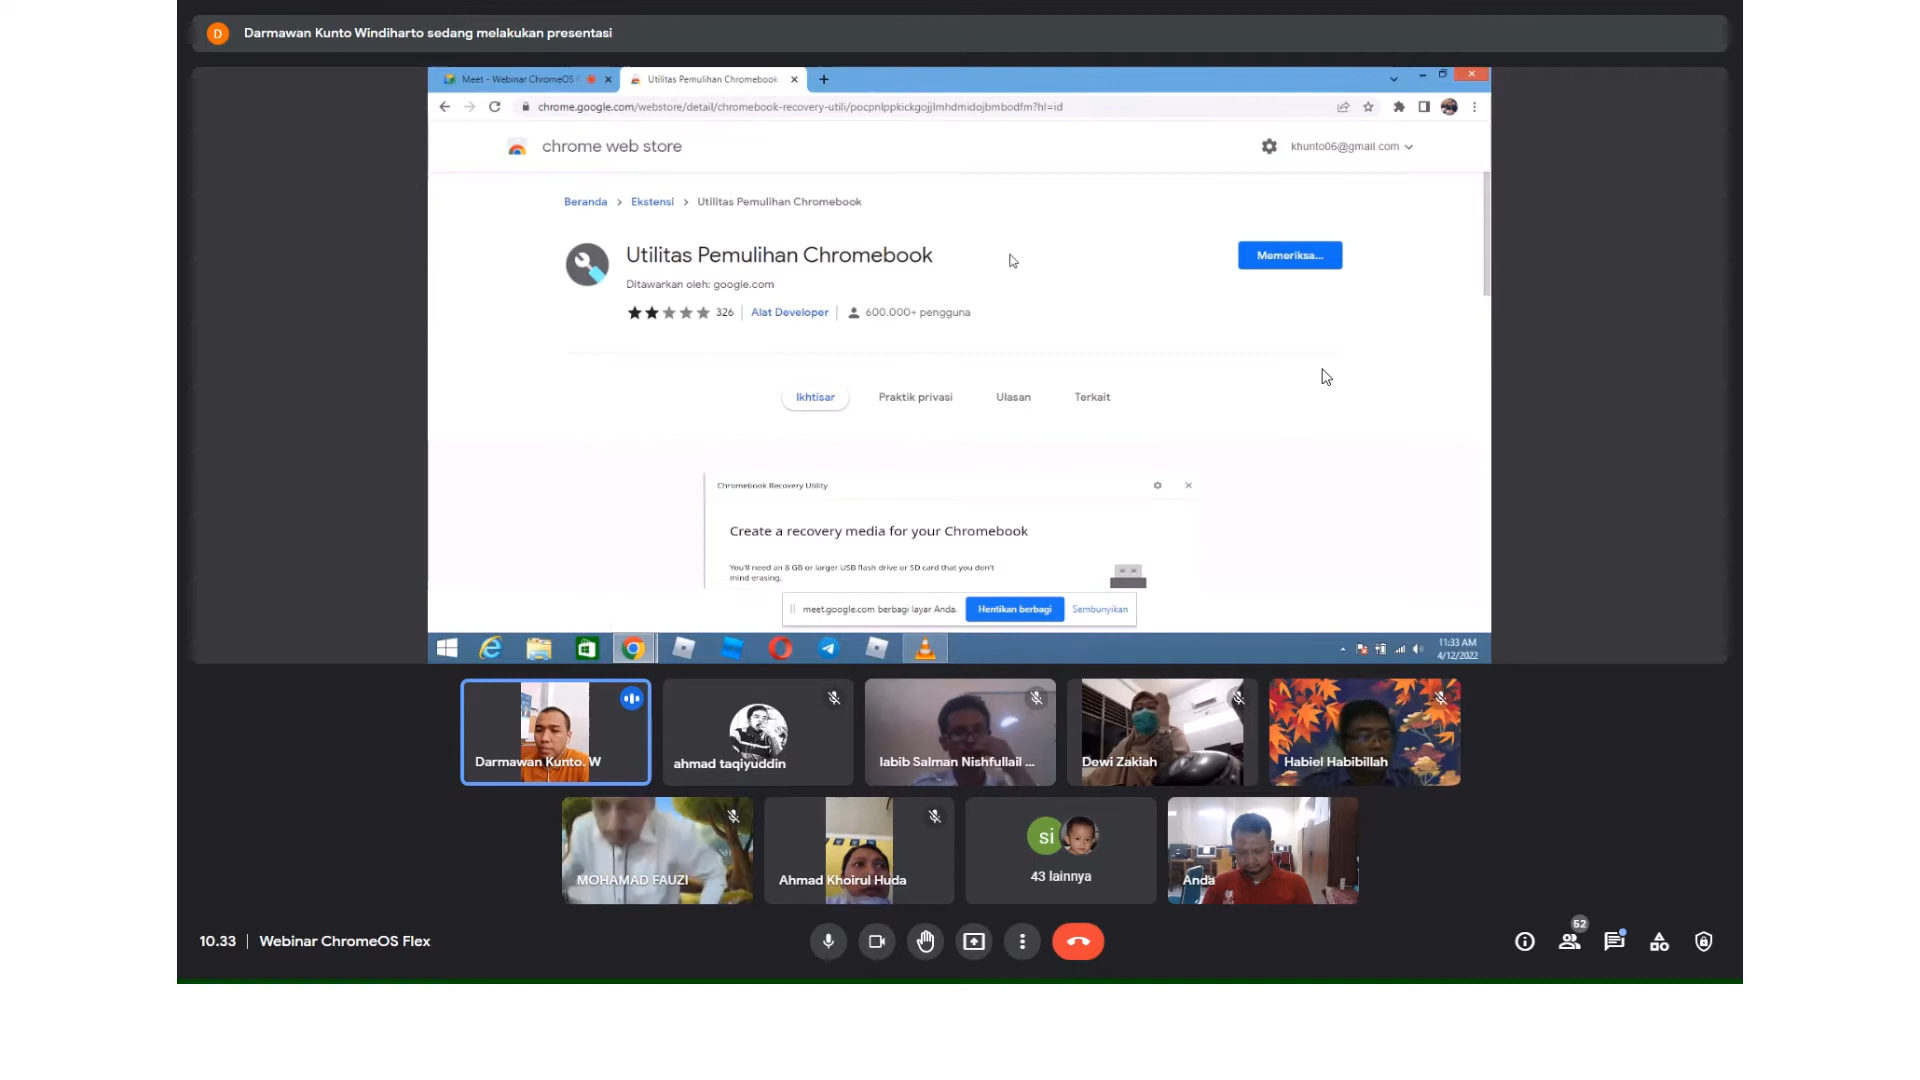 D Darmawan Kunto Windiharto sedang melakukan presentasi
Meet - Webinar ChromeOS F
Utilitas Pemulihan Chromebook
chrome.google.com/webstore/detail/chromebook-recovery-utili/pocpnlppkickgojjlmhdmidojbmbodfm?hl=id
chrome web store
khunto06@gmail.com
Beranda > Ekstensi > Utilitas Pemulihan Chromebook
Utilitas Pemulihan Chromebook
Memeriksa...
Ditawarkan oleh: google.com
326 Alat Developer 600.000+ pengguna
Ikhtisar Praktik privasi Ulasan Terkait
Chromebook Recovery Utility
Create a recovery media for your Chromebook
You'll need an 8 GB or larger USB flash drive or SD card that you don't
mind erasing.
meet.google.com berbagi layar Anda. Hentikan berbagi Sembunyikan
11:33 AM
4/12/2022
Darmawan Kunto. W
ahmad taqiyuddin
labib Salman Nishfullail ...
Dewi Zakiah
Habiel Habibillah
MOHAMAD FAUZI
Ahmad Khoirul Huda
si
43 lainnya
Anda
10.33 | Webinar ChromeOS Flex
52